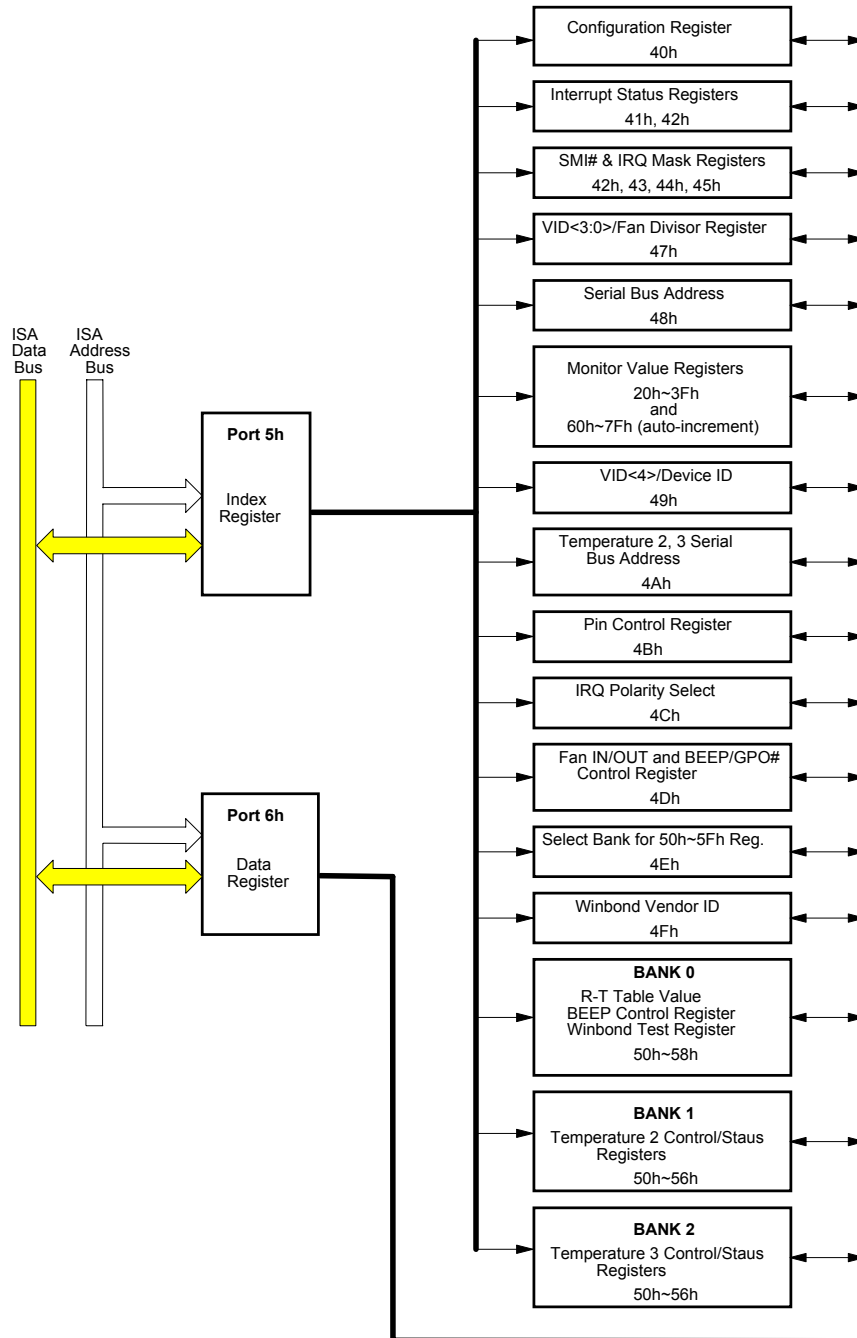 ISA
Data
Bus
ISA
Address
Bus
Port 5h
Index
Register
Port 6h
Data
Register
Configuration Register
40h
Interrupt Status Registers
41h, 42h
SMI# & IRQ Mask Registers
42h, 43, 44h, 45h
VID<3:0>/Fan Divisor Register
47h
Serial Bus Address
48h
Monitor Value Registers
20h~3Fh
and
60h~7Fh (auto-increment)
VID<4>/Device ID
49h
Temperature 2, 3 Serial
Bus Address
4Ah
Pin Control Register
4Bh
IRQ Polarity Select
4Ch
Fan IN/OUT and BEEP/GPO#
Control Register
4Dh
Select Bank for 50h~5Fh Reg.
4Eh
Winbond Vendor ID
4Fh
BANK 0
R-T Table Value
BEEP Control Register
Winbond Test Register
50h~58h
BANK 1
Temperature 2 Control/Staus
Registers
50h~56h
BANK 2
Temperature 3 Control/Staus
Registers
50h~56h